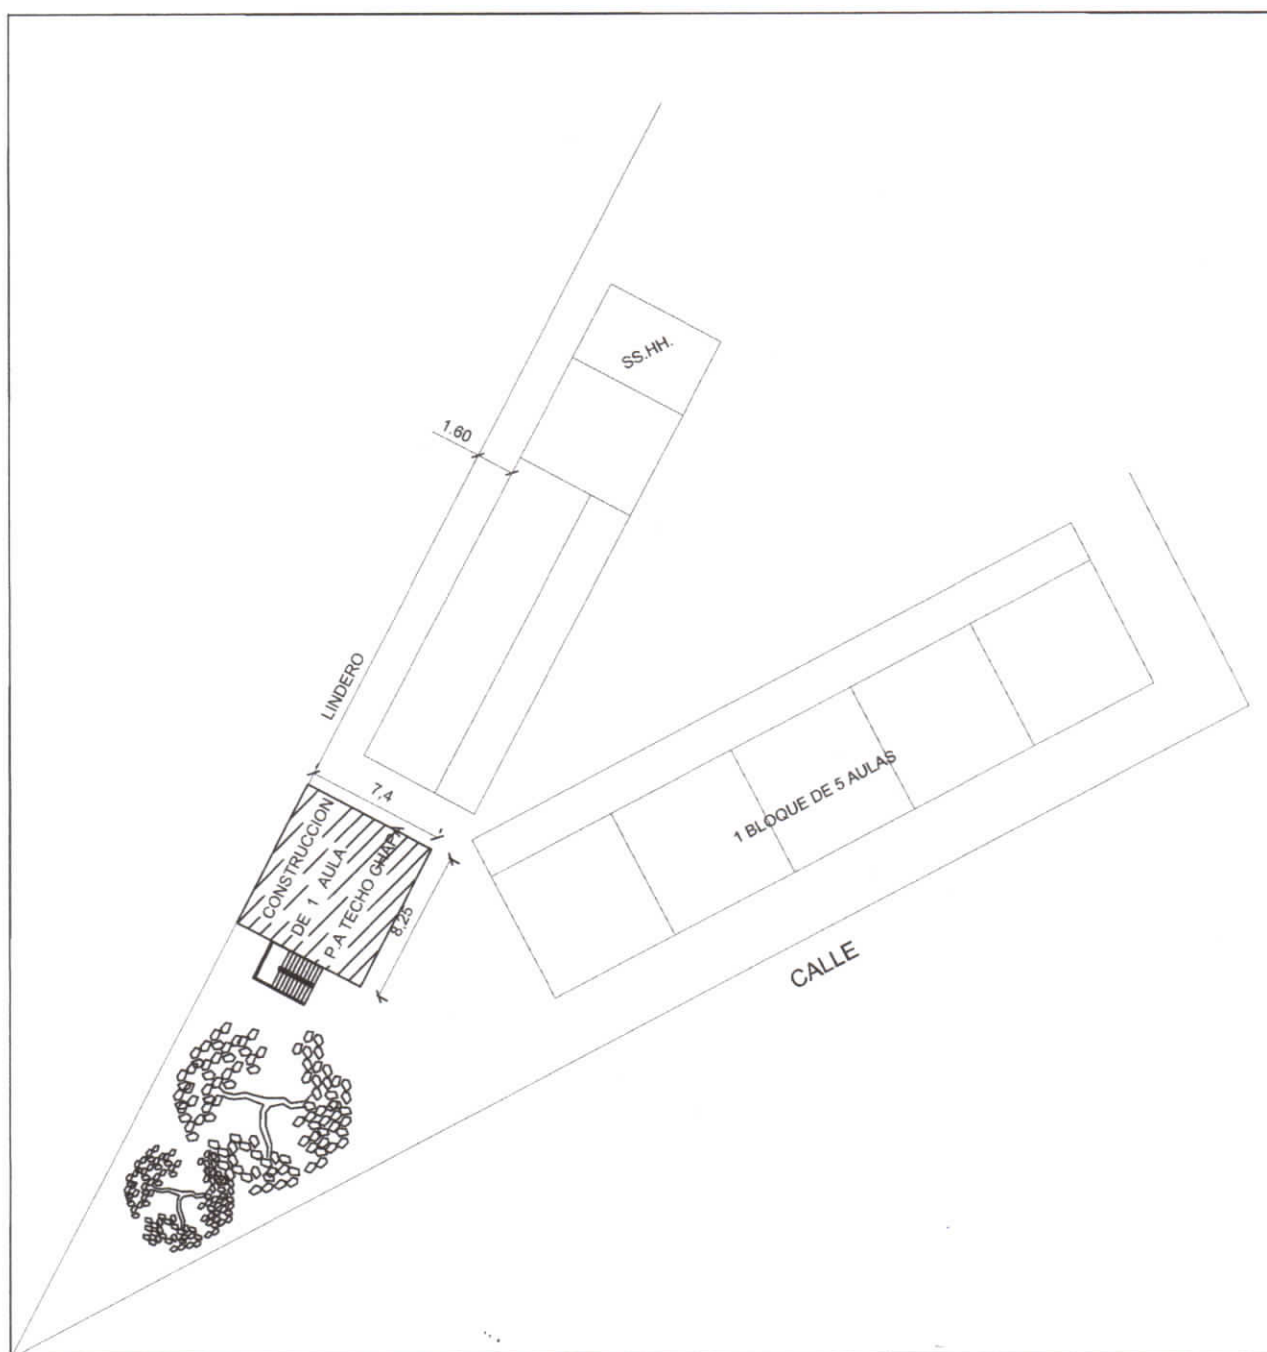 SS.HH.
1.60
LINDERO
7,4
CONSTRUCCION
DE 1 AULA
P.A TECHO CHAPA
8,25
1 BLOQUE DE 5 AULAS
CALLE